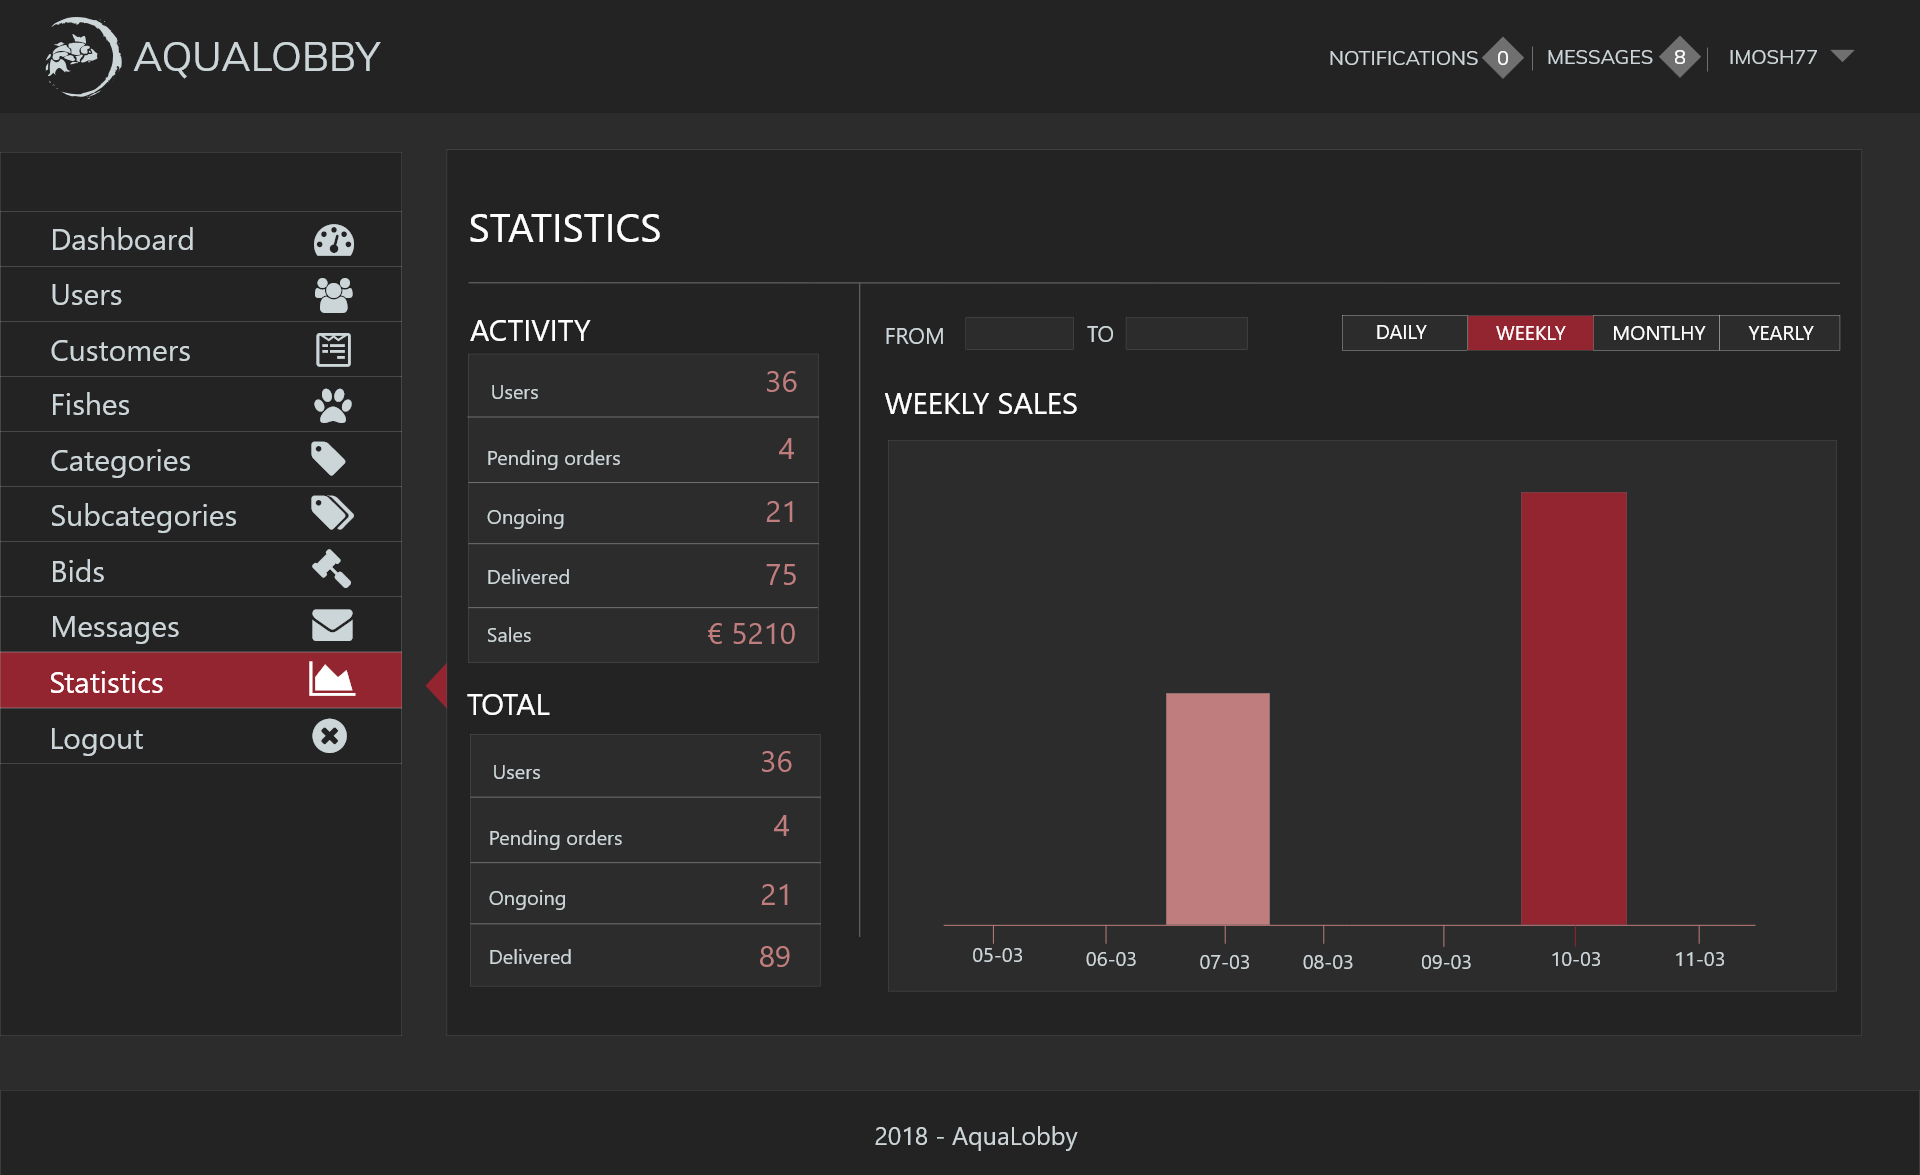 AQUALOBBY
NOTIFICATIONS 0
MESSAGES 8
IMOSH77
Dashboard
Users
Customers
Fishes
Categories
Subcategories
Bids
Messages
Statistics
Logout
STATISTICS
ACTIVITY
Users 36
Pending orders 4
Ongoing 21
Delivered 75
Sales € 5210
TOTAL
Users 36
Pending orders 4
Ongoing 21
Delivered 89
FROM TO
DAILY WEEKLY MONTLHY YEARLY
WEEKLY SALES
05-03 06-03 07-03 08-03 09-03 10-03 11-03
2018 - AquaLobby